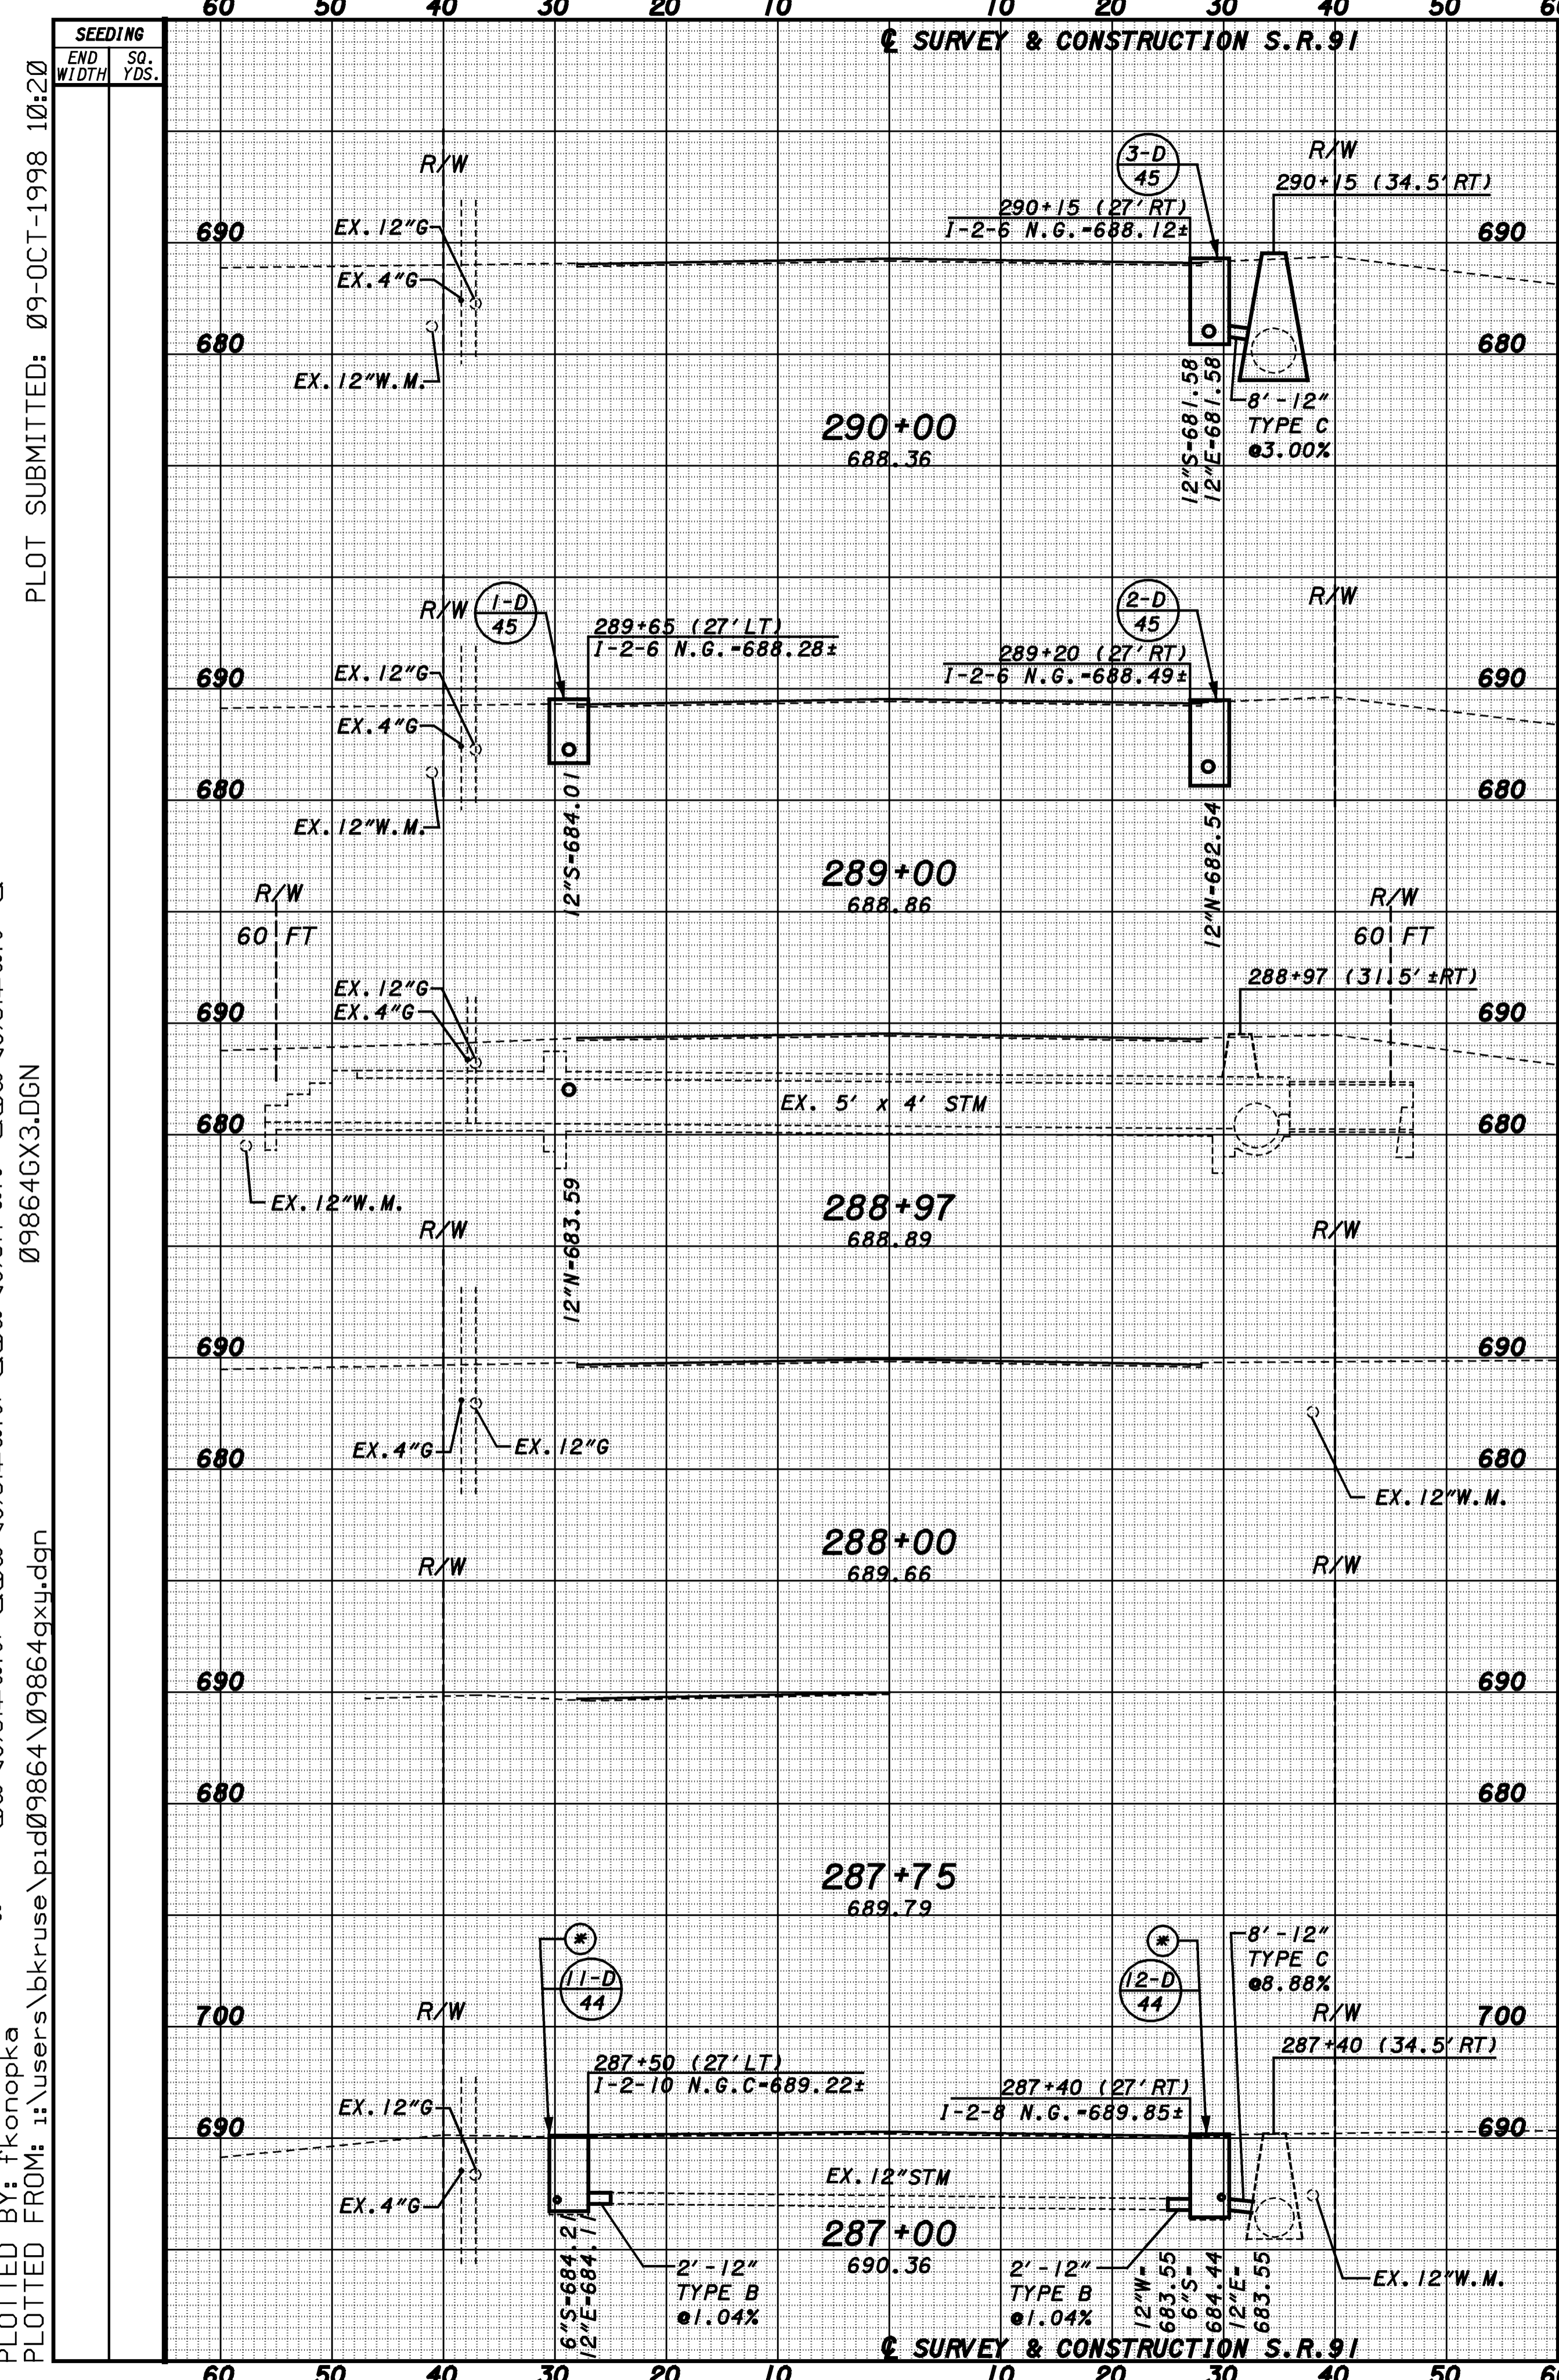 60 50 40 30 20 10 10 20 30 40 50 60
SEEDING
END WIDTH
SQ. YDS.
℄ SURVEY & CONSTRUCTION S.R.91
PLOT SUBMITTED: 09-OCT-1998 10:20
09864GX3.DGN
PLOTTED BY: fkonopka
PLOTTED FROM: i:\users\bkruse\pid09864\09864gxy.dgn
R/W
3-D
45
R/W
290+15 (34.5' RT)
290+15 (27' RT)
I-2-6 N.G.=688.12±
690
EX.12"G
690
EX.4"G
680
680
EX.12"W.M.
12"S=681.58
12"E=681.58
8'-12"
TYPE C
@3.00%
290+00
688.36
R/W
1-D
45
289+65 (27' LT)
I-2-6 N.G.=688.28±
2-D
45
R/W
289+20 (27' RT)
I-2-6 N.G.=688.49±
690
EX.12"G
690
EX.4"G
680
680
EX.12"W.M.
12"S=684.01
12"N=682.54
289+00
688.86
R/W
60 FT
R/W
60 FT
288+97 (31.5' ±RT)
EX.12"G
690
EX.4"G
690
EX. 5' x 4' STM
680
680
EX.12"W.M.
12"N=683.59
288+97
688.89
R/W
R/W
690
690
EX.4"G
EX.12"G
680
680
EX.12"W.M.
288+00
689.66
R/W
R/W
690
690
680
680
287+75
689.79
*
11-D
44
*
12-D
44
8'-12"
TYPE C
@8.88%
R/W
R/W
700
700
287+50 (27' LT)
I-2-10 N.G.C=689.22±
287+40 (34.5' RT)
287+40 (27' RT)
I-2-8 N.G.=689.85±
EX.12"G
690
690
EX.4"G
EX.12"STM
287+00
690.36
6"S=684.21
12"E=684.11
2'-12"
TYPE B
@1.04%
2'-12"
TYPE B
@1.04%
12"W=
683.55
6"S=
684.44
12"E=
683.55
EX.12"W.M.
℄ SURVEY & CONSTRUCTION S.R.91
60 50 40 30 20 10 10 20 30 40 50 60